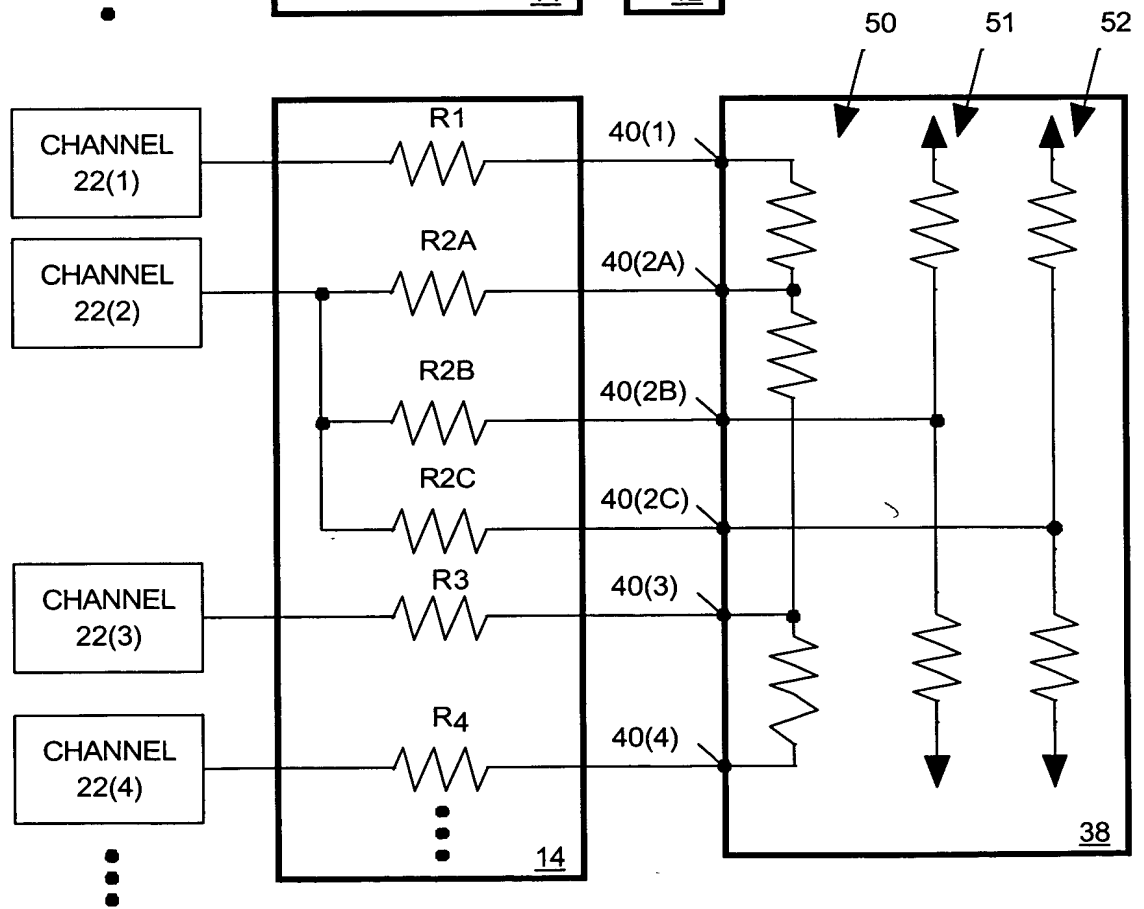 50 51 52
R1
40(1)
CHANNEL
22(1)
R2A
40(2A)
CHANNEL
22(2)
R2B
40(2B)
R2C
40(2C)
R3
40(3)
CHANNEL
22(3)
R4
40(4)
CHANNEL
22(4)
14
38